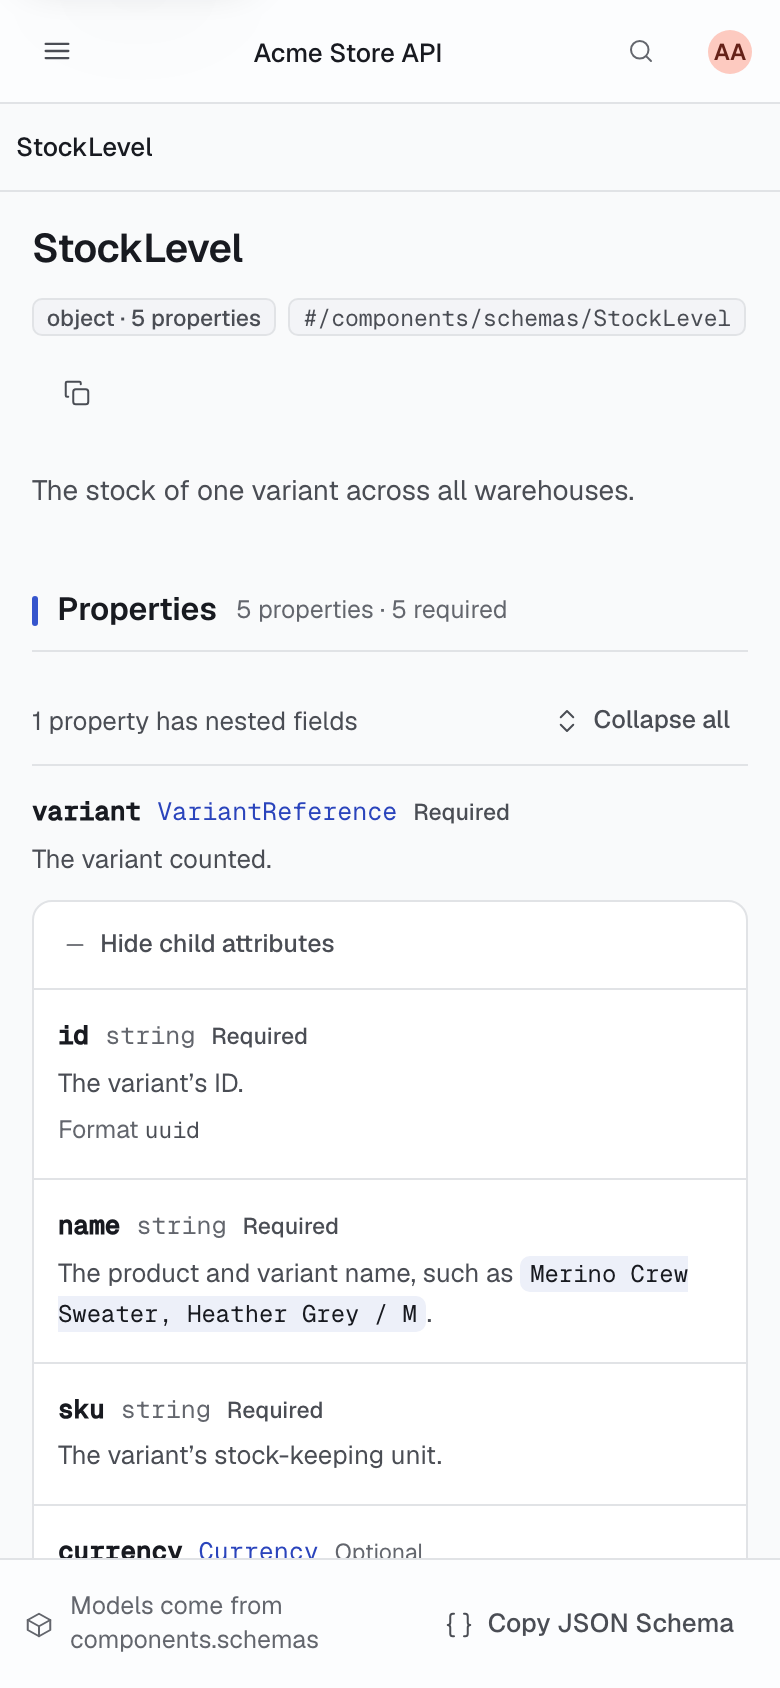 Acme Store API
AA
StockLevel
StockLevel
object · 5 properties
#/components/schemas/StockLevel
The stock of one variant across all warehouses.
Properties 5 properties · 5 required
1 property has nested fields
Collapse all
variant VariantReference Required
The variant counted.
Hide child attributes
id string Required
The variant’s ID.
Format uuid
name string Required
The product and variant name, such as Merino Crew
Sweater, Heather Grey / M.
sku string Required
The variant’s stock-keeping unit.
currency Currency Optional
Models come from
components.schemas
{ } Copy JSON Schema